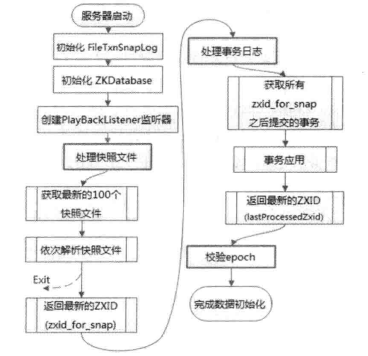 服务器启动
初始化 FileTxnSnapLog
初始化 ZKDatabase
创建PlayBackListener监听器
处理快照文件
获取最新的100个
快照文件
依次解析快照文件
Exit
返回最新的ZXID
(zxid_for_snap)
处理事务日志
获取所有
zxid_for_snap
之后提交的事务
事务应用
返回最新的ZXID
(lastProcessedZxid)
校验epoch
完成数据初始化